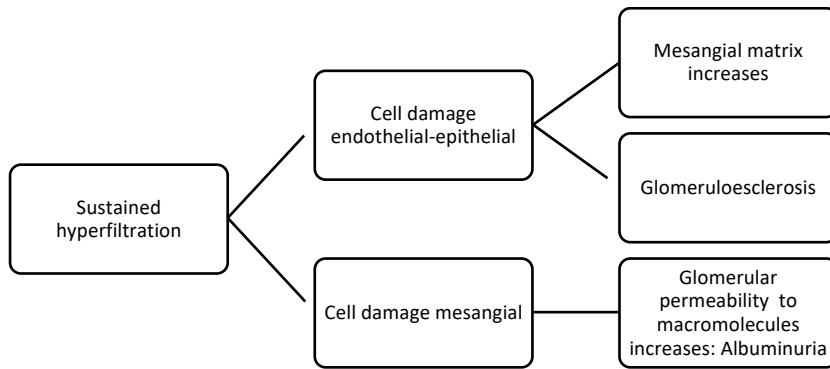 Sustained
hyperfiltration
Cell damage
endothelial-epithelial
Mesangial matrix
increases
Glomeruloesclerosis
Cell damage mesangial
Glomerular
permeability to
macromolecules
increases: Albuminuria